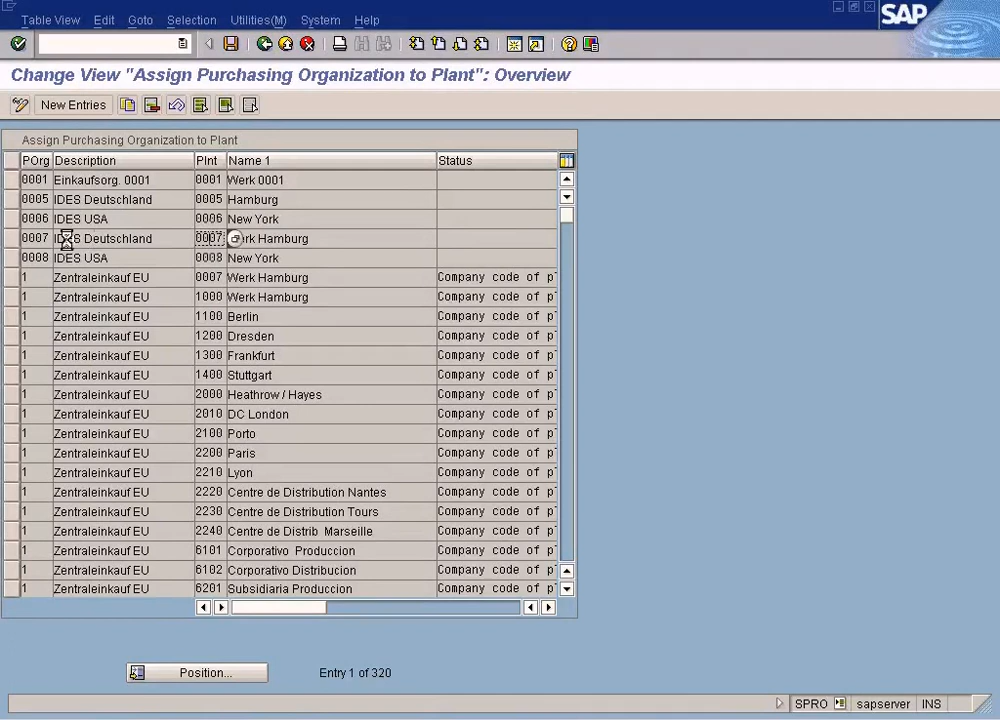 Table View Edit Goto Selection Utilities(M) System Help
SAP
Change View "Assign Purchasing Organization to Plant": Overview
New Entries
Assign Purchasing Organization to Plant
POrg Description Plnt Name 1 Status
0001 Einkaufsorg. 0001 0001 Werk 0001
0005 IDES Deutschland 0005 Hamburg
0006 IDES USA 0006 New York
0007 Deutschland 0007 Hamburg
0008 IDES USA 0008 New York
1 Zentraleinkauf EU 0007 Werk Hamburg Company code of
1 Zentraleinkauf EU 1000 Werk Hamburg Company code of
1 Zentraleinkauf EU 1100 Berlin Company code of
1 Zentraleinkauf EU 1200 Dresden Company code of
1 Zentraleinkauf EU 1300 Frankfurt Company code of
1 Zentraleinkauf EU 1400 Stuttgart Company code of
1 Zentraleinkauf EU 2000 Heathrow / Hayes Company code of
1 Zentraleinkauf EU 2010 DC London Company code of
1 Zentraleinkauf EU 2100 Porto Company code of
1 Zentraleinkauf EU 2200 Paris Company code of
1 Zentraleinkauf EU 2210 Lyon Company code of
1 Zentraleinkauf EU 2220 Centre de Distribution Nantes Company code of
1 Zentraleinkauf EU 2230 Centre de Distribution Tours Company code of
1 Zentraleinkauf EU 2240 Centre de Distrib Marseille Company code of
1 Zentraleinkauf EU 6101 Corporativo Produccion Company code of
1 Zentraleinkauf EU 6102 Corporativo Distribucion Company code of
1 Zentraleinkauf EU 6201 Subsidiaria Produccion Company code of
Position... Entry 1 of 320
SPRO sapserver INS